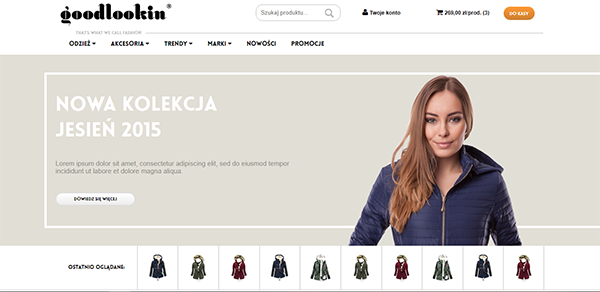 goodlookin®
THAT'S WHAT WE CALL FASHION
Szukaj produktu...
Twoje konto
269,00 zł/prod. (3)
DO KASY
ODZIEŻ
AKCESORIA
TRENDY
MARKI
NOWOŚCI
PROMOCJE
NOWA KOLEKCJA
JESIEŃ 2015
Lorem ipsum dolor sit amet, consectetur adipiscing elit, sed do eiusmod tempor
incididunt ut labore et dolore magna aliqua.
DOWIEDZ SIĘ WIĘCEJ
OSTATNIO OGLĄDANE: